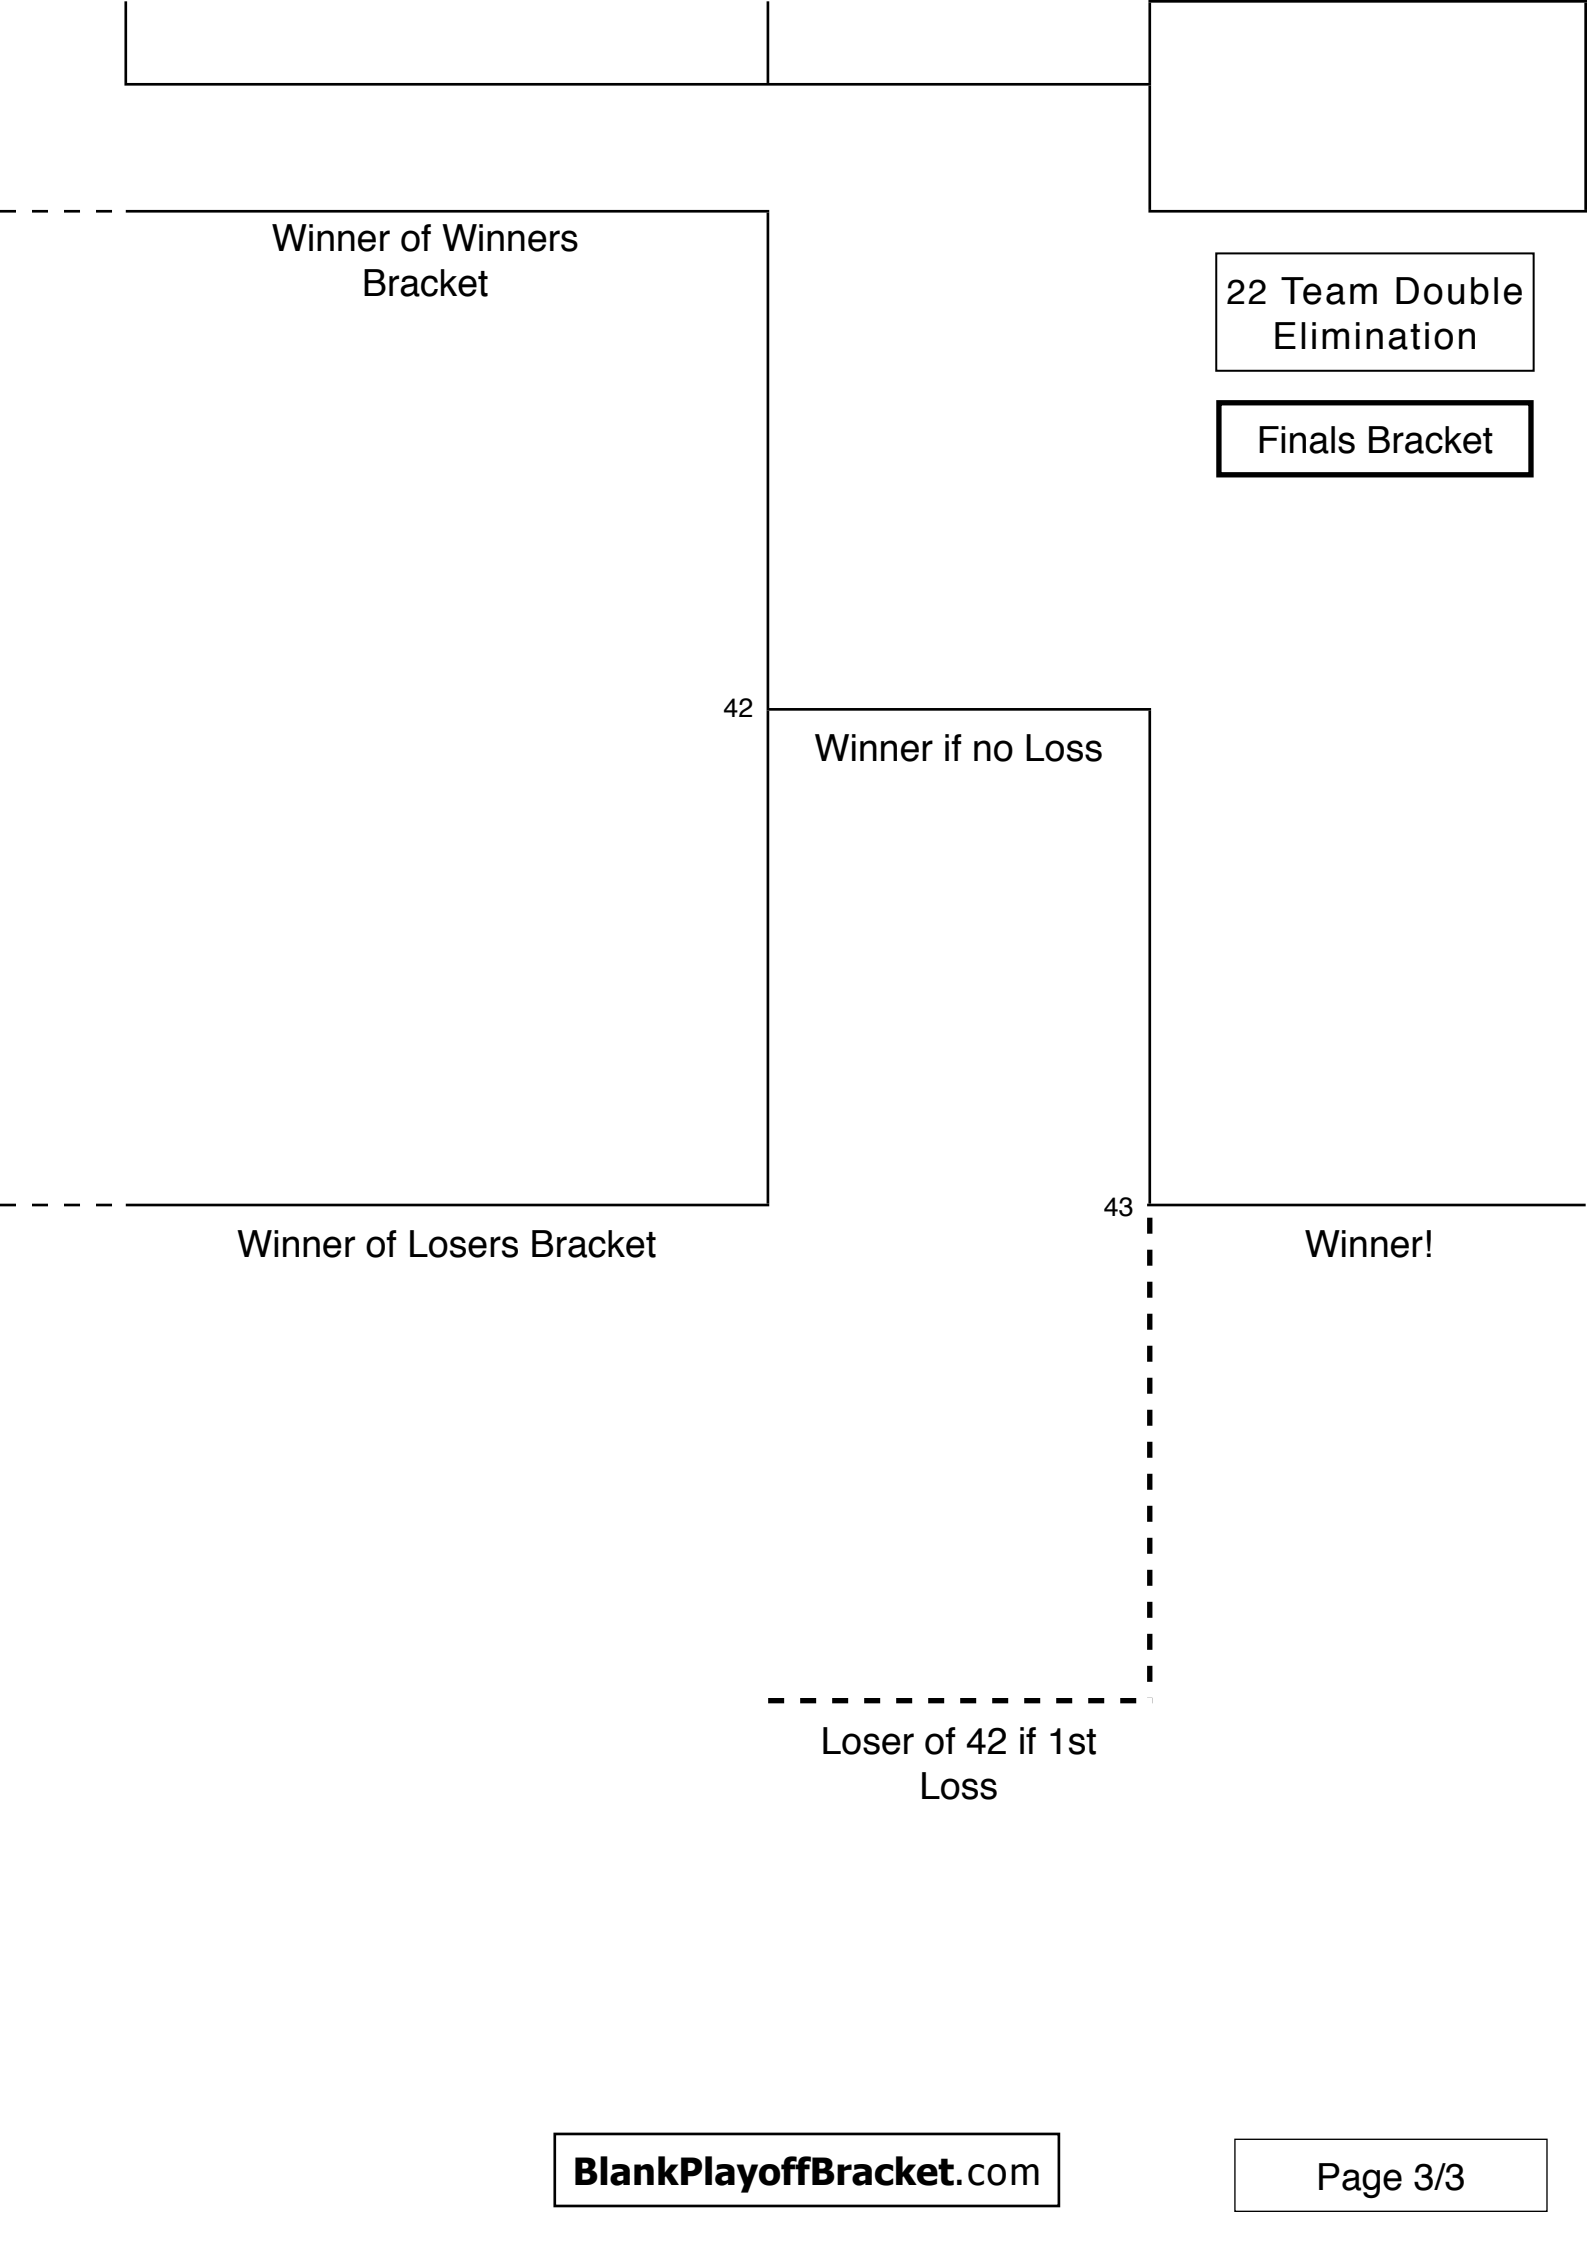 Winner of Winners
Bracket
22 Team Double
Elimination
Finals Bracket
42
Winner if no Loss
43
Winner of Losers Bracket
Winner!
Loser of 42 if 1st
Loss
BlankPlayoffBracket.com
Page 3/3